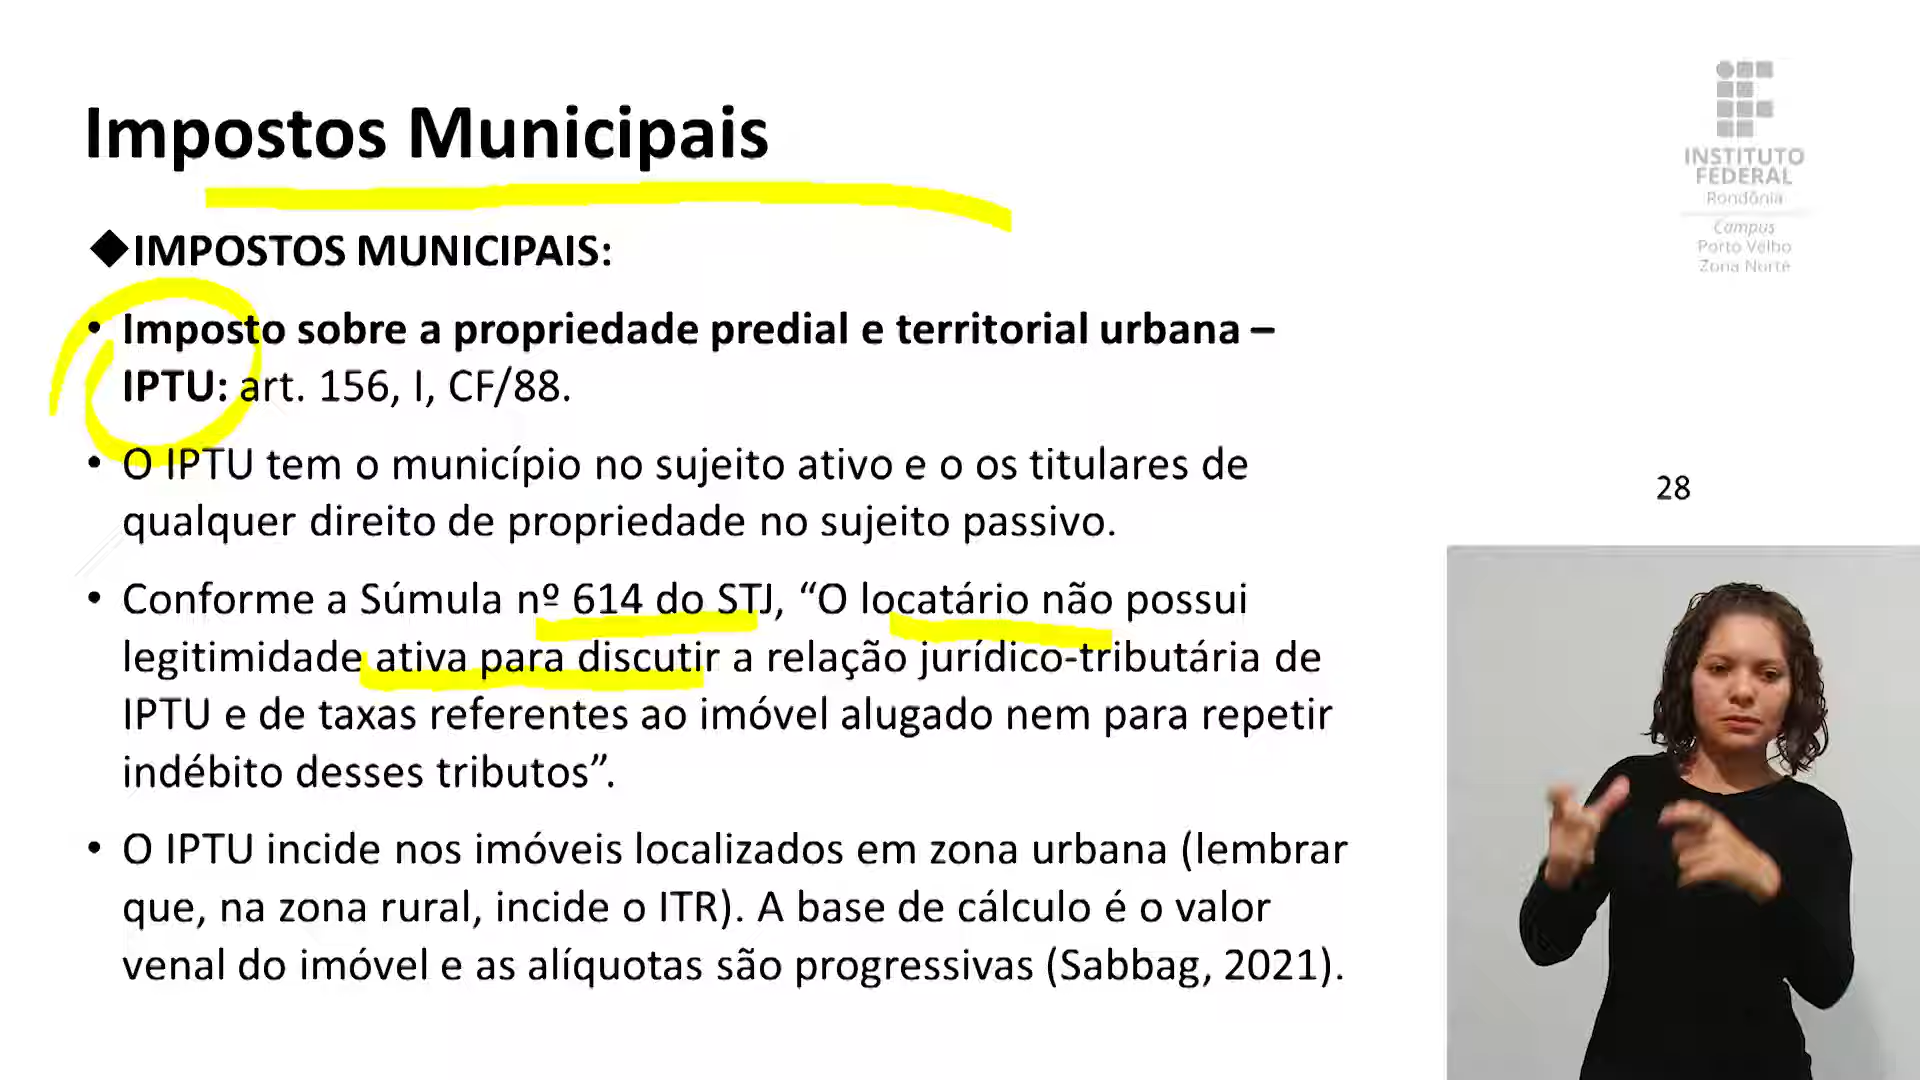 Impostos Municipais
INSTITUTO
FEDERAL
Rondônia
Campus
Porto Velho
Zona Norte
◆IMPOSTOS MUNICIPAIS:
• Imposto sobre a propriedade predial e territorial urbana –
IPTU: art. 156, I, CF/88.
• O IPTU tem o município no sujeito ativo e o os titulares de
qualquer direito de propriedade no sujeito passivo.
28
• Conforme a Súmula nº 614 do STJ, “O locatário não possui
legitimidade ativa para discutir a relação jurídico-tributária de
IPTU e de taxas referentes ao imóvel alugado nem para repetir
indébito desses tributos”.
• O IPTU incide nos imóveis localizados em zona urbana (lembrar
que, na zona rural, incide o ITR). A base de cálculo é o valor
venal do imóvel e as alíquotas são progressivas (Sabbag, 2021).